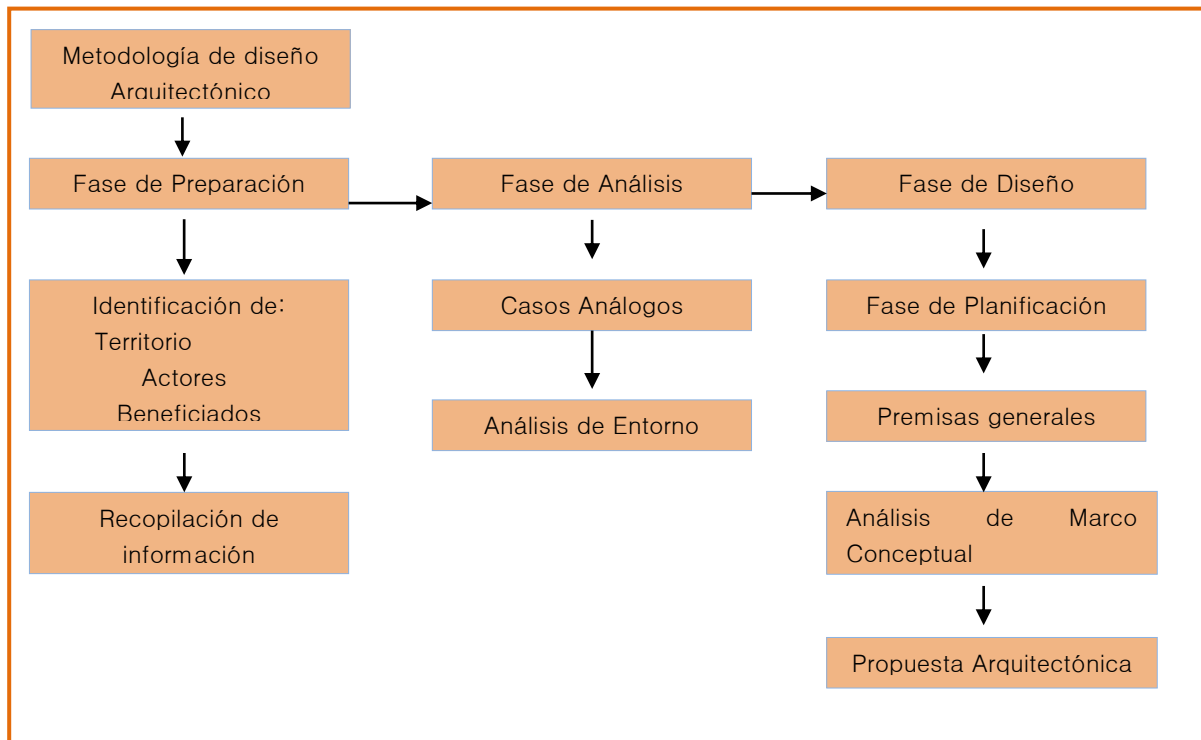 Metodología de diseño
Arquitectónico
Fase de Preparación
Identificación de:
Territorio
Actores
Beneficiados
Recopilación de
información
Fase de Análisis
Casos Análogos
Análisis de Entorno
Fase de Diseño
Fase de Planificación
Premisas generales
Análisis de Marco
Conceptual
Propuesta Arquitectónica